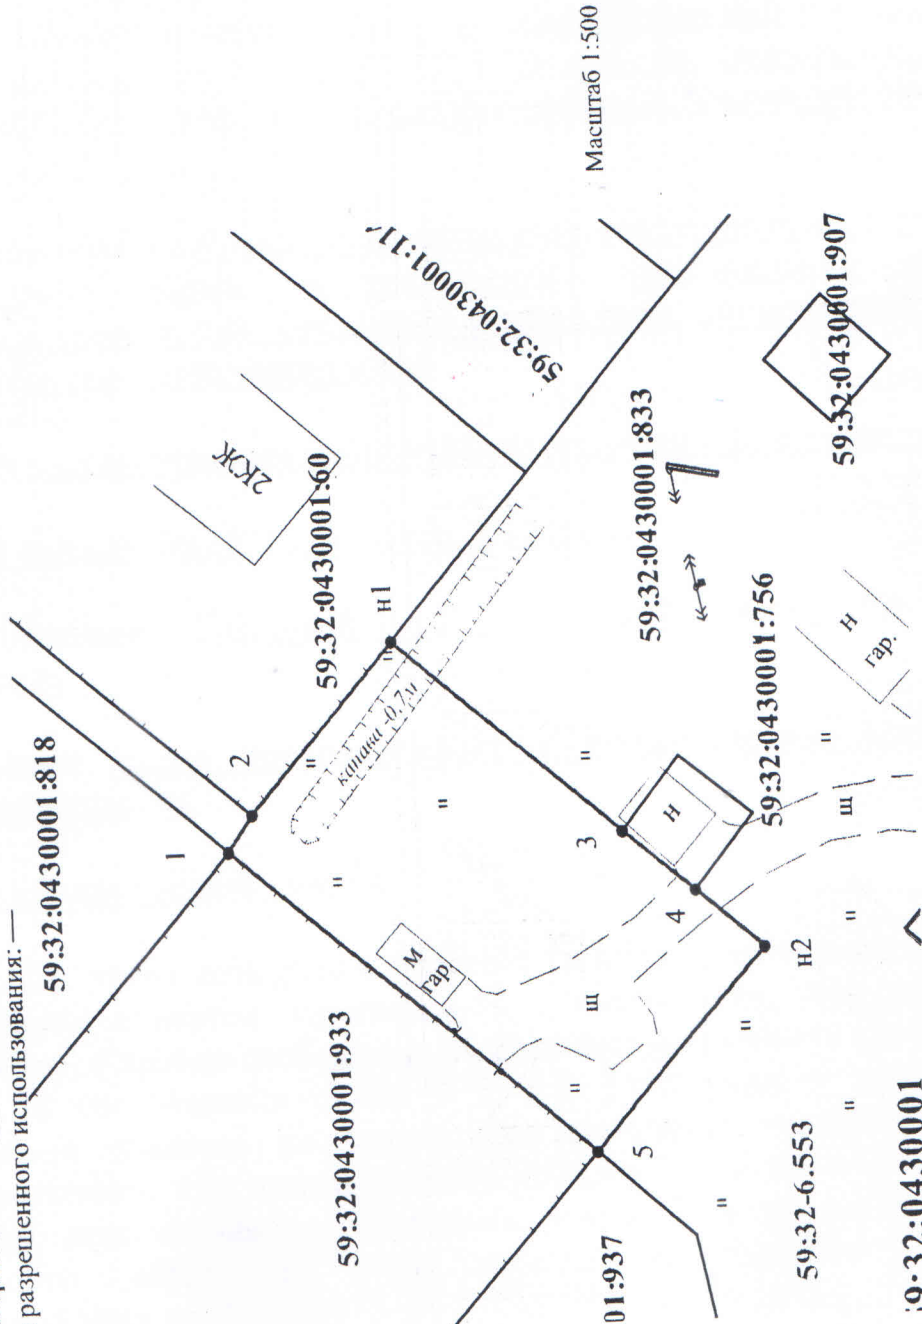 разрешенного использования: —
59:32:0430001:818
1
2
59:32:0430001:60
2КЖ
н1
59:32:0430001:11
Масштаб 1:500
канава -0,7м
59:32:0430001:933
М
гар.
3
Н
4
59:32:0430001:833
59:32:0430001:907
59:32:0430001:756
Н
гар.
щ
щ
н2
5
01:937
59:32-6.553
59:32:0430001